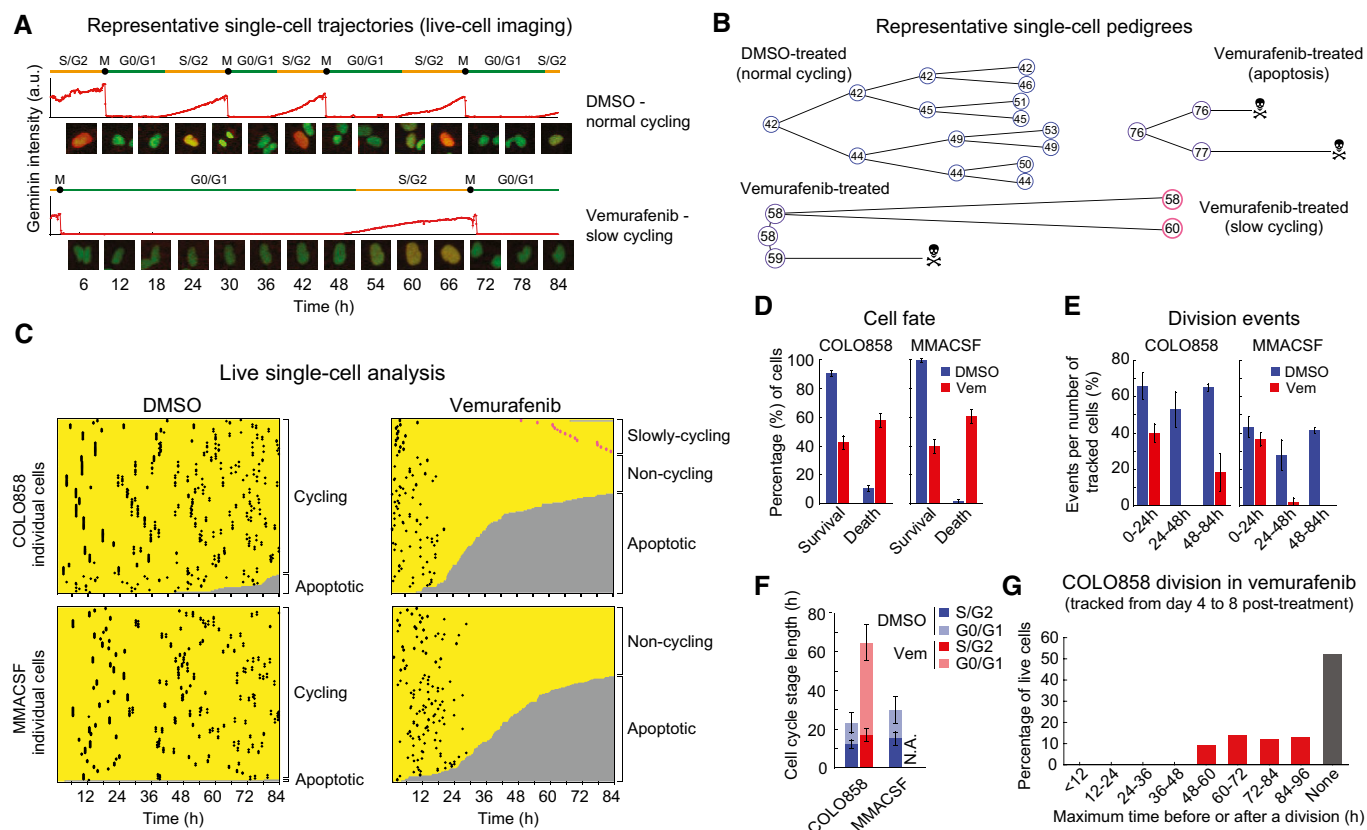 A
Representative single-cell trajectories (live-cell imaging)
Geminin intensity (a.u.)
S/G2 M G0/G1 S/G2 M G0/G1 S/G2 M G0/G1 S/G2 M G0/G1 S/G2
DMSO -
normal cycling
M G0/G1 S/G2 M G0/G1
Vemurafenib -
slow cycling
6 12 18 24 30 36 42 48 54 60 66 72 78 84
Time (h)
B
Representative single-cell pedigrees
DMSO-treated
(normal cycling)
42
42
44
42
45
49
44
42
46
51
45
53
49
50
44
Vemurafenib-treated
(apoptosis)
76
76
77
Vemurafenib-treated
58
58
59
58
60
Vemurafenib-treated
(slow cycling)
C
Live single-cell analysis
DMSO
Vemurafenib
COLO858
individual cells
Cycling
Apoptotic
Slowly-cycling
Non-cycling
Apoptotic
MMACSF
individual cells
Cycling
Apoptotic
Non-cycling
Apoptotic
12 24 36 48 60 72 84
Time (h)
12 24 36 48 60 72 84
Time (h)
D
Cell fate
COLO858 MMACSF
Percentage (%) of cells
100
80
60
40
20
0
DMSO
Vem
Survival Death Survival Death
E
Division events
COLO858 MMACSF
Events per number of
tracked cells (%)
80
60
40
20
0
DMSO
Vem
0-24h 24-48h 48-84h 0-24h 24-48h 48-84h
F
Cell cycle stage length (h)
80
60
40
20
0
DMSO
S/G2
G0/G1
Vem
S/G2
G0/G1
N.A.
COLO858 MMACSF
G
COLO858 division in vemurafenib
(tracked from day 4 to 8 post-treatment)
Percentage of live cells
60
50
40
30
20
10
0
<12 12-24 24-36 36-48 48-60 60-72 72-84 84-96 None
Maximum time before or after a division (h)